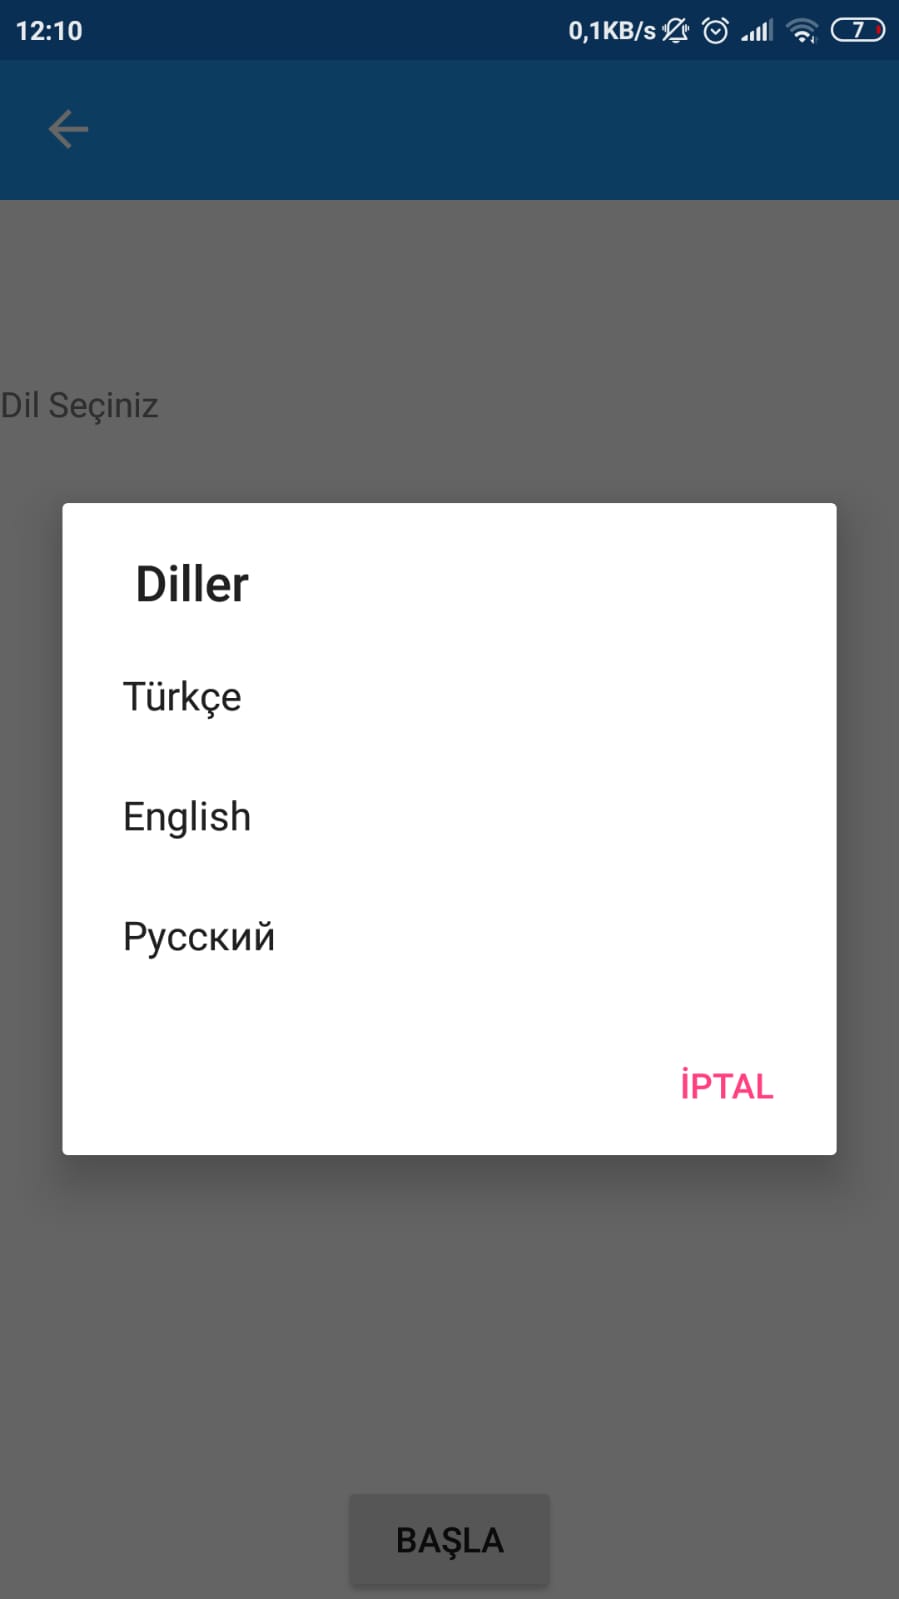 12:10
0,1KB/s
7
Dil Seçiniz
Diller
Türkçe
English
Русский
İPTAL
BAŞLA